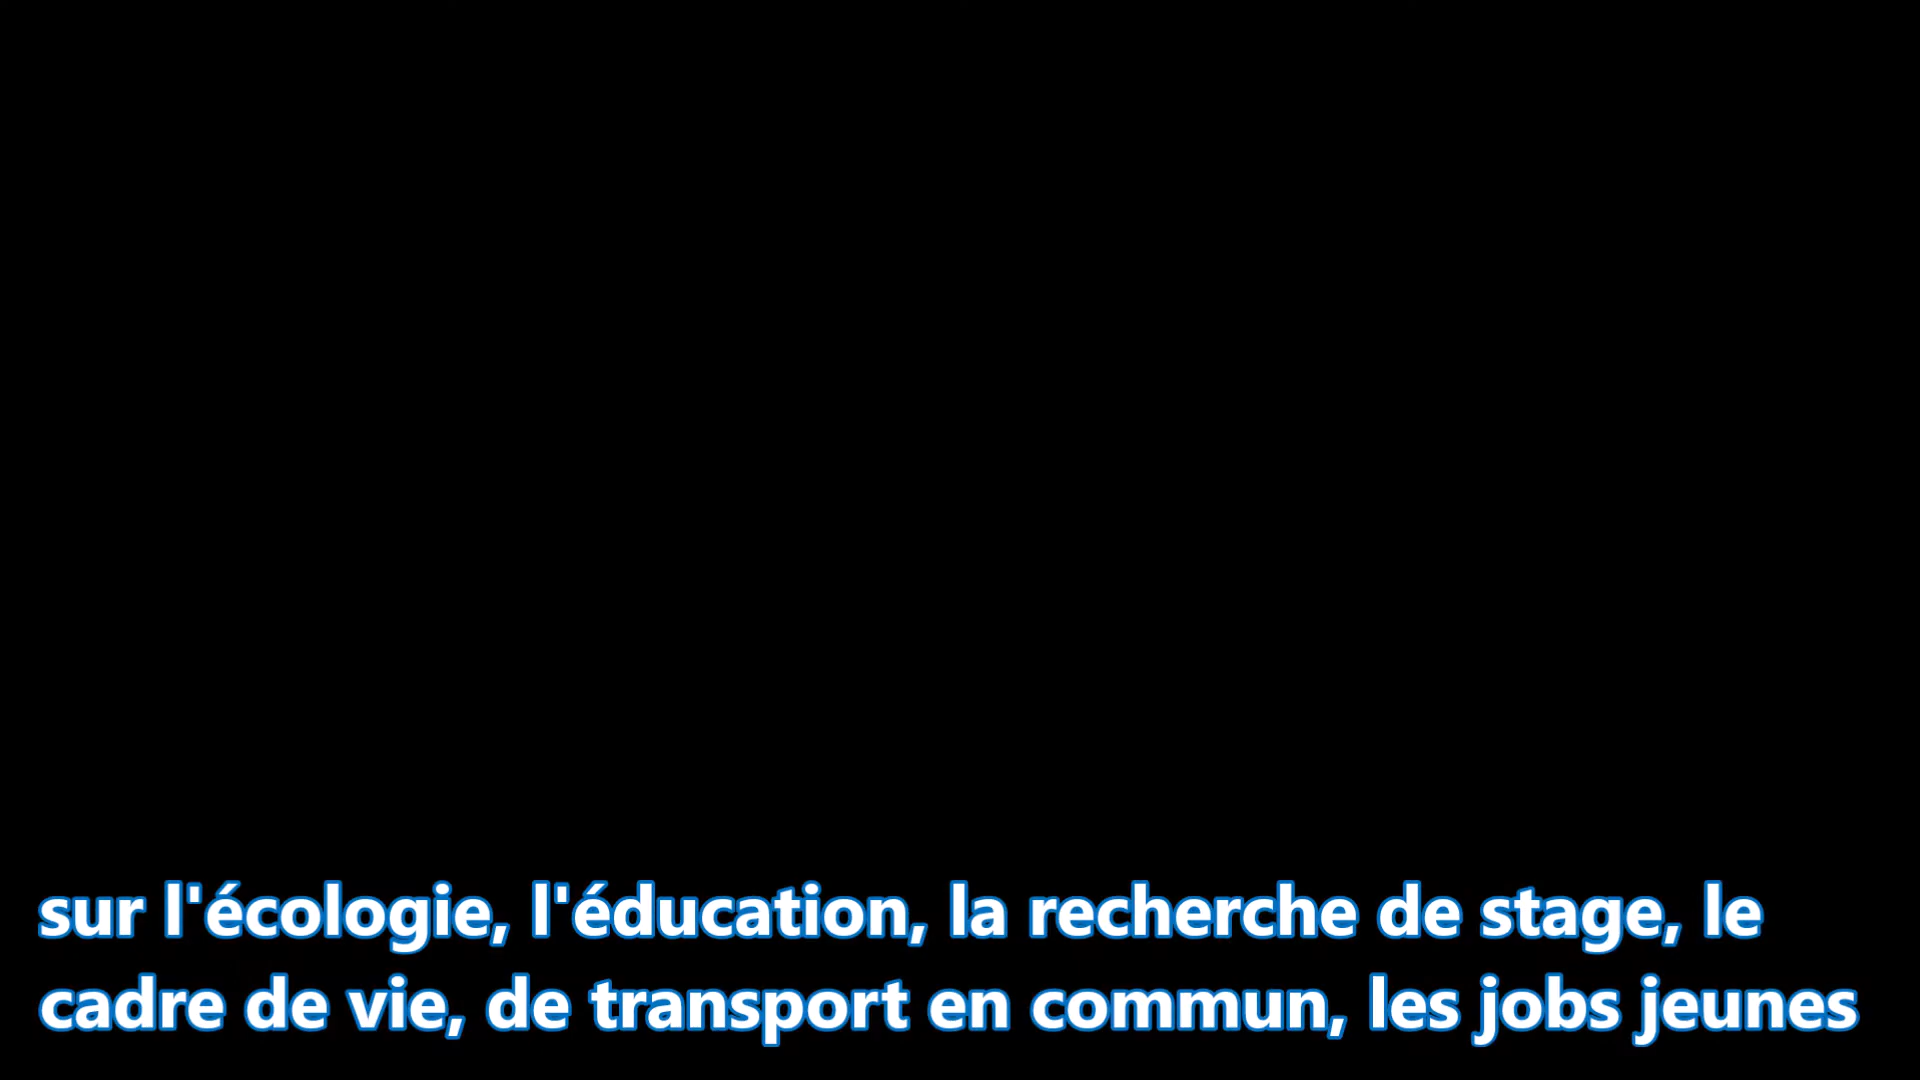 sur l'écologie, l'éducation, la recherche de stage, le
cadre de vie, de transport en commun, les jobs jeunes